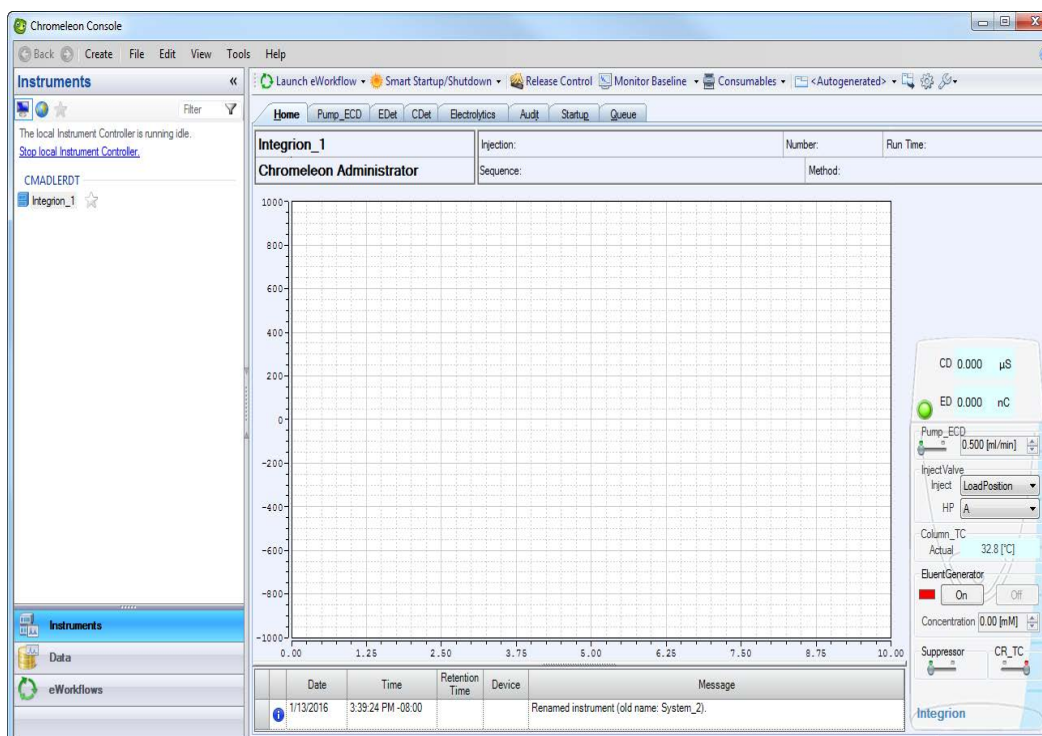 Chromeleon Console
Back Create File Edit View Tools Help
Instruments «
Filter
The local Instrument Controller is running idle.
Stop local Instrument Controller.
CMADLERDT
Integrion_1
Instruments
Data
eWorkflows
Launch eWorkflow Smart Startup/Shutdown Release Control Monitor Baseline Consumables <Autogenerated>
Home Pump_ECD EDet CDet Electrolytics Audit Startup Queue
Integrion_1 Injection: Number: Run Time:
Chromeleon Administrator Sequence: Method:
1000
800
600
400
200
0
-200
-400
-600
-800
-1000
0.00 1.25 2.50 3.75 5.00 6.25 7.50 8.75 10.00
CD 0.000 µS
ED 0.000 nC
Pump_ECD
0.500 [ml/min]
InjectValve
Inject LoadPosition
HP A
Column_TC
Actual 32.8 [°C]
EluentGenerator
On Off
Concentration 0.00 [mM]
Suppressor CR_TC
Integrion
Date Time Retention Time Device Message
1/13/2016 3:39:24 PM -08:00 Renamed instrument (old name: System_2).